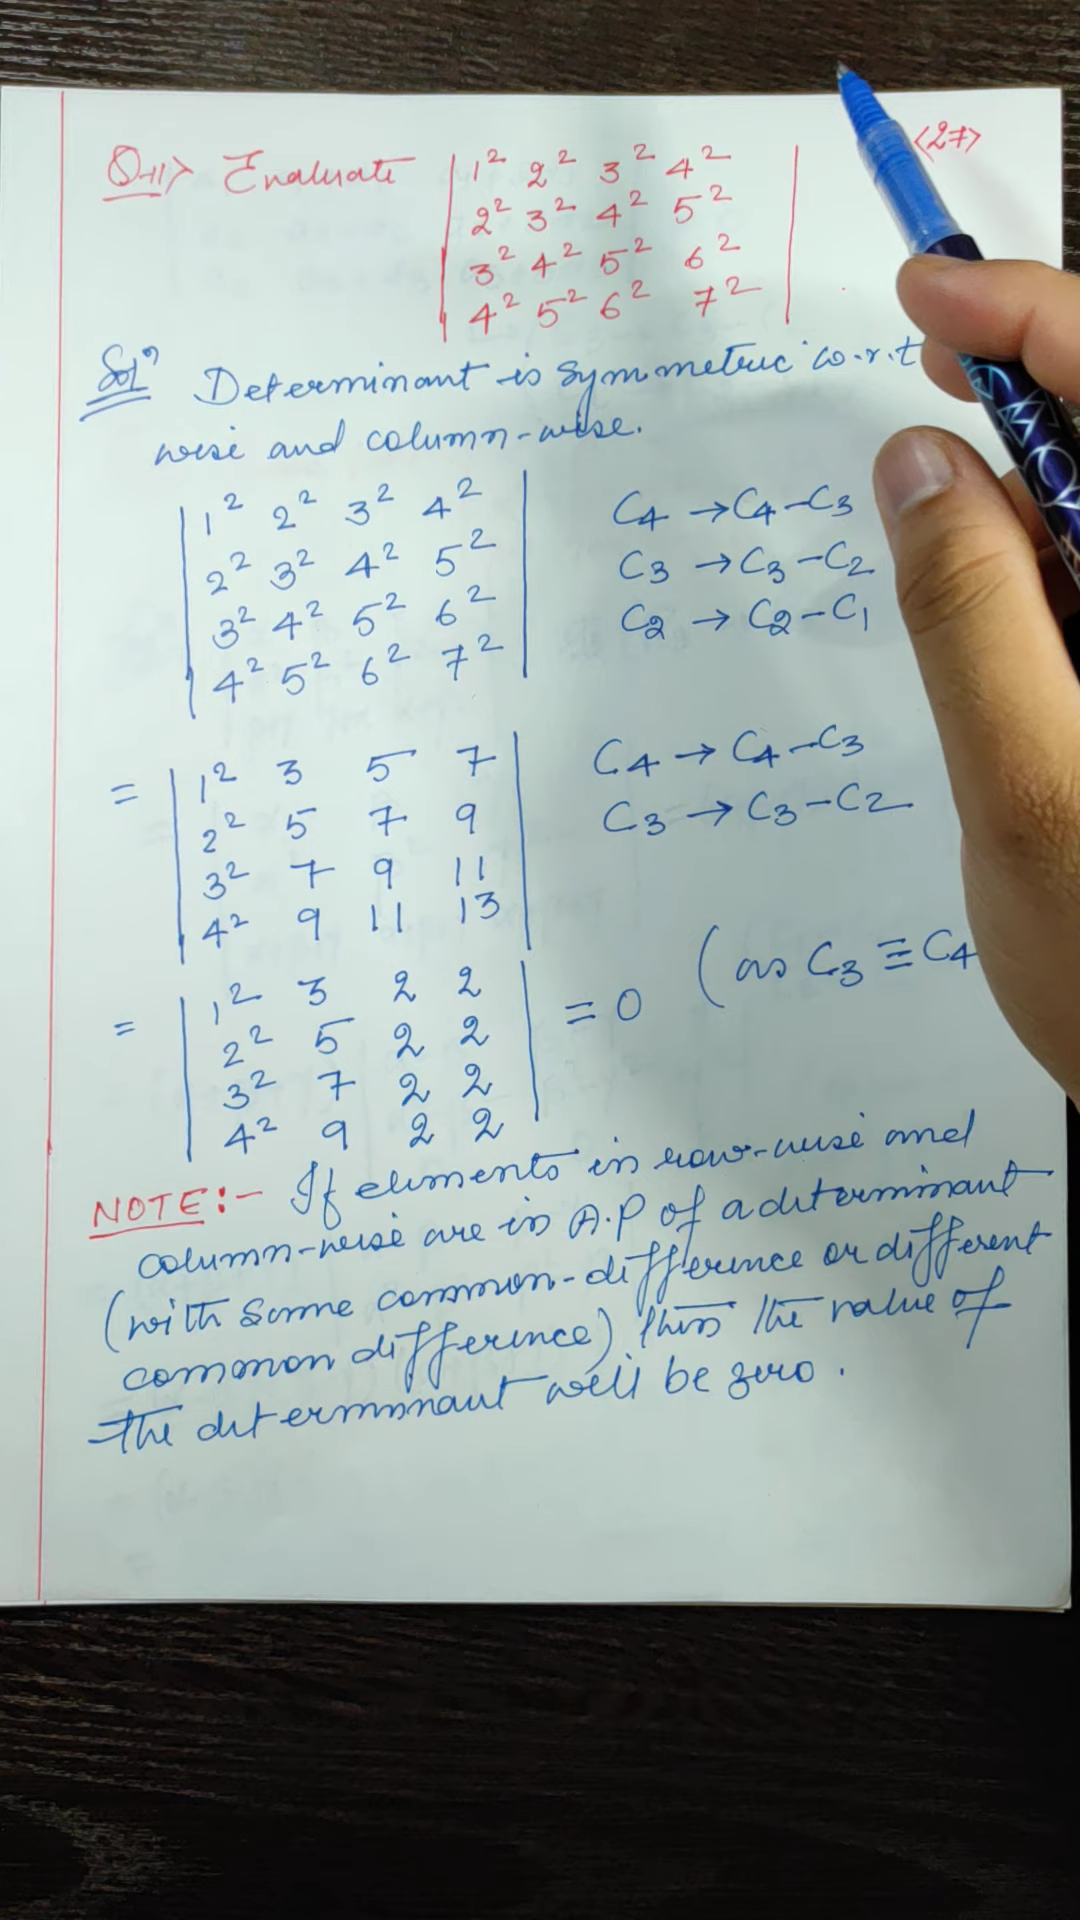 Q-11> Evaluate | 1² 2² 3² 4² | <27>
| 2² 3² 4² 5² |
| 3² 4² 5² 6² |
| 4² 5² 6² 7² |
Solⁿ Determinant is symmetric w.r.t
wise and column-wise.
| 1² 2² 3² 4² | C₄ → C₄-C₃
| 2² 3² 4² 5² | C₃ → C₃-C₂
| 3² 4² 5² 6² | C₂ → C₂-C₁
| 4² 5² 6² 7² |
= | 1² 3 5 7 | C₄ → C₄-C₃
| 2² 5 7 9 | C₃ → C₃-C₂
| 3² 7 9 11 |
| 4² 9 11 13 |
= | 1² 3 2 2 | = 0 (as C₃ ≡ C₄
| 2² 5 2 2 |
| 3² 7 2 2 |
| 4² 9 2 2 |
NOTE:- If elements in row-wise and
column-wise are in A.P of a determinant
(with same common-difference or different
common difference) then the value of
the determinant will be zero.